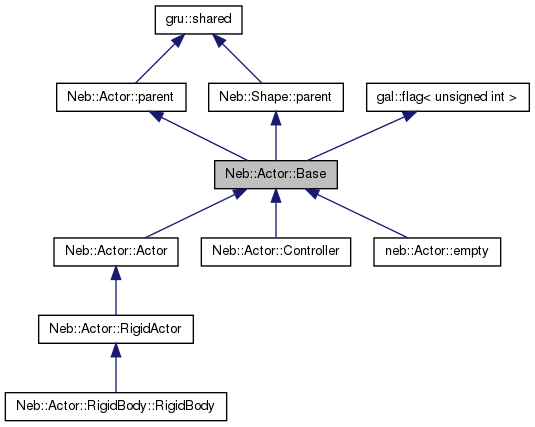 gru::shared
Neb::Actor::parent
Neb::Shape::parent
gal::flag< unsigned int >
Neb::Actor::Base
Neb::Actor::Actor
Neb::Actor::Controller
neb::Actor::empty
Neb::Actor::RigidActor
Neb::Actor::RigidBody::RigidBody